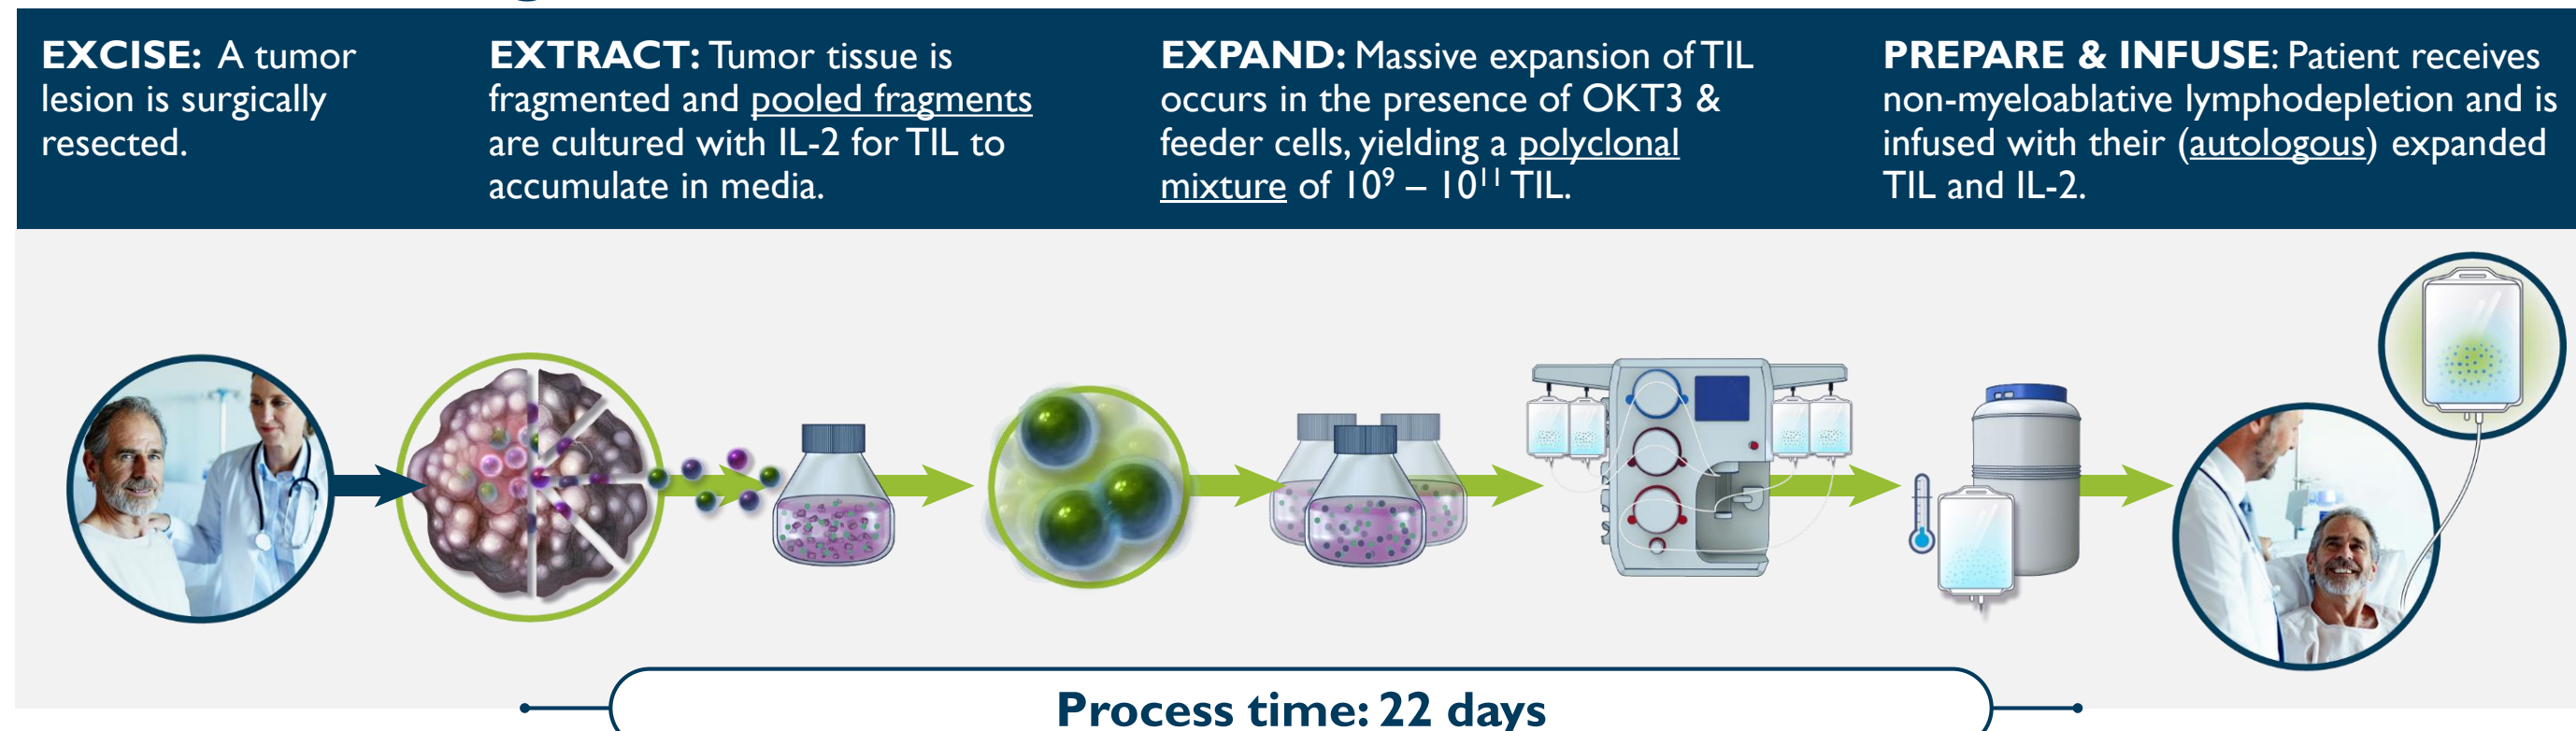 EXCISE: A tumor
lesion is surgically
resected.
EXTRACT: Tumor tissue is
fragmented and pooled fragments
are cultured with IL-2 for TIL to
accumulate in media.
EXPAND: Massive expansion of TIL
occurs in the presence of OKT3 &
feeder cells, yielding a polyclonal
mixture of 10⁹ – 10¹¹ TIL.
PREPARE & INFUSE: Patient receives
non-myeloablative lymphodepletion and is
infused with their (autologous) expanded
TIL and IL-2.
Process time: 22 days